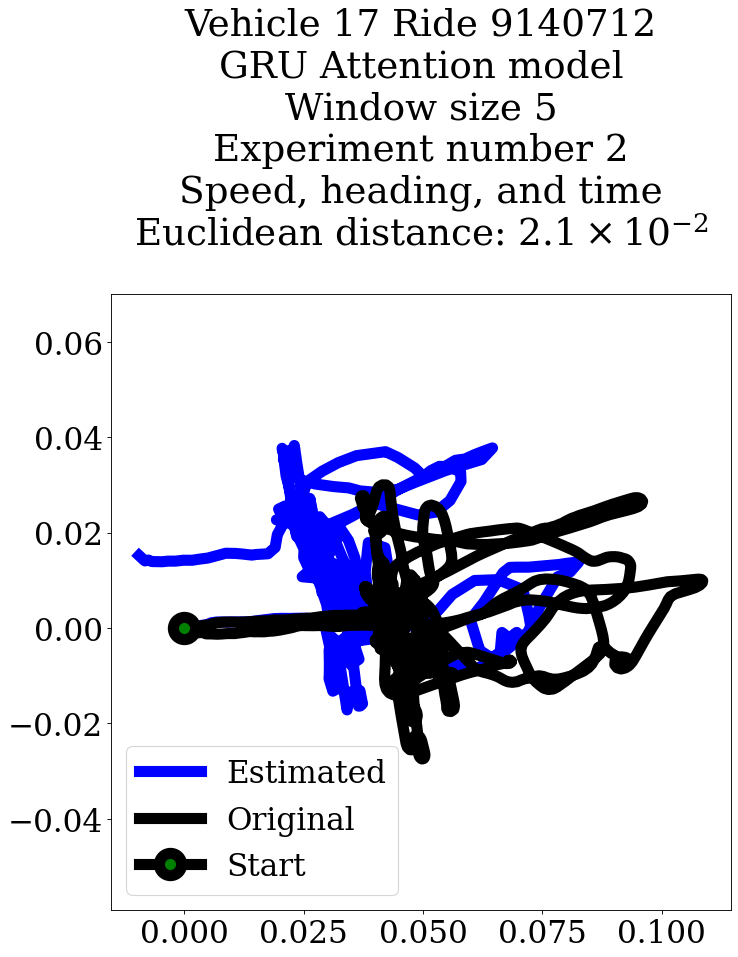 Vehicle 17 Ride 9140712
GRU Attention model
Window size 5
Experiment number 2
Speed, heading, and time
Euclidean distance: 2.1 × 10⁻²
0.06
0.04
0.02
0.00
−0.02
−0.04
Estimated
Original
Start
0.000 0.025 0.050 0.075 0.100